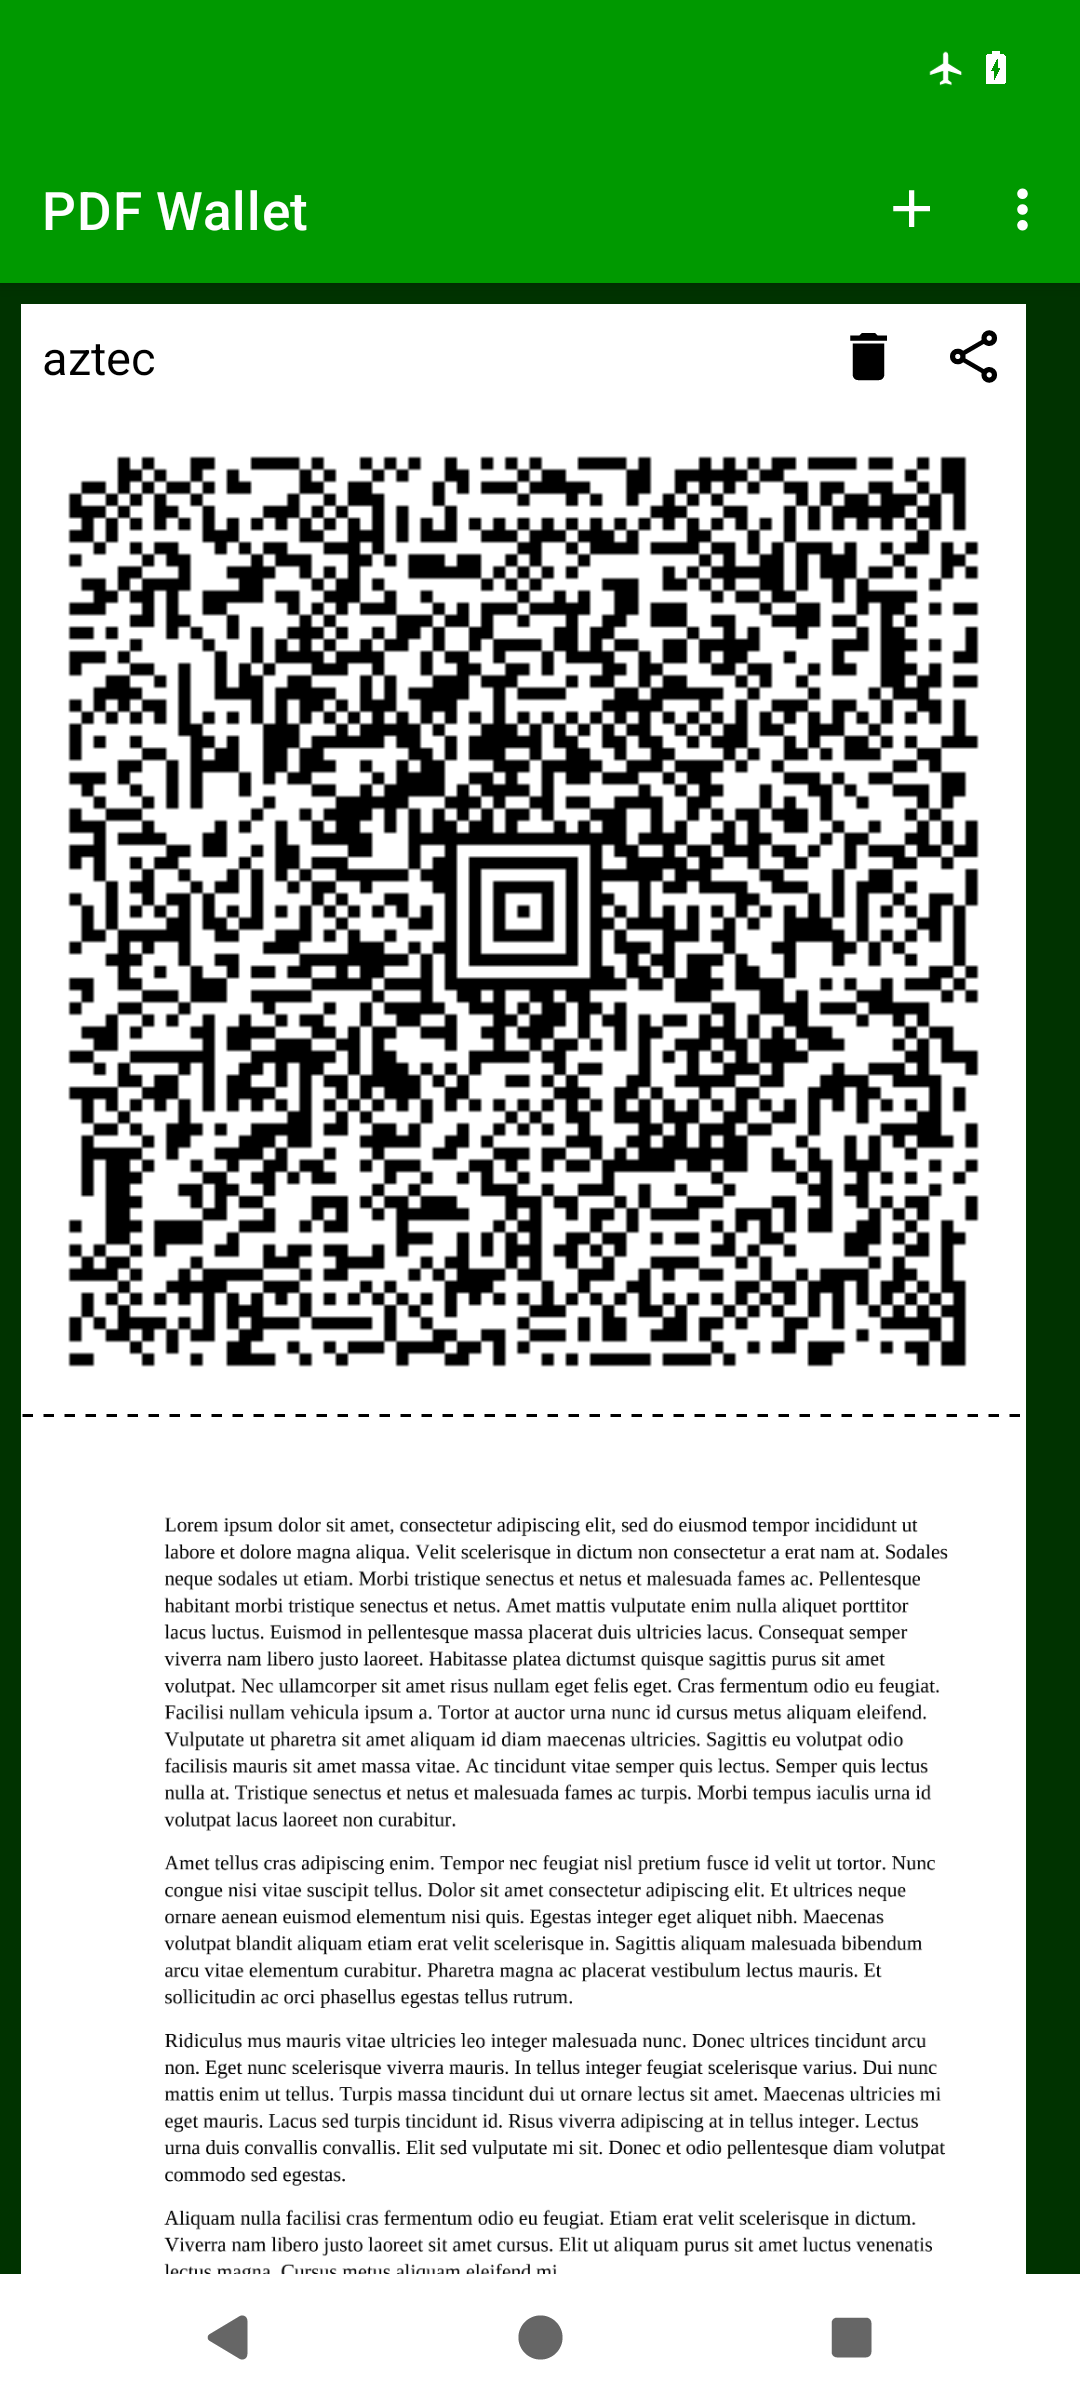 PDF Wallet
aztec
Lorem ipsum dolor sit amet, consectetur adipiscing elit, sed do eiusmod tempor incididunt ut
labore et dolore magna aliqua. Velit scelerisque in dictum non consectetur a erat nam at. Sodales
neque sodales ut etiam. Morbi tristique senectus et netus et malesuada fames ac. Pellentesque
habitant morbi tristique senectus et netus. Amet mattis vulputate enim nulla aliquet porttitor
lacus luctus. Euismod in pellentesque massa placerat duis ultricies lacus. Consequat semper
viverra nam libero justo laoreet. Habitasse platea dictumst quisque sagittis purus sit amet
volutpat. Nec ullamcorper sit amet risus nullam eget felis eget. Cras fermentum odio eu feugiat.
Facilisi nullam vehicula ipsum a. Tortor at auctor urna nunc id cursus metus aliquam eleifend.
Vulputate ut pharetra sit amet aliquam id diam maecenas ultricies. Sagittis eu volutpat odio
facilisis mauris sit amet massa vitae. Ac tincidunt vitae semper quis lectus. Semper quis lectus
nulla at. Tristique senectus et netus et malesuada fames ac turpis. Morbi tempus iaculis urna id
volutpat lacus laoreet non curabitur.
Amet tellus cras adipiscing enim. Tempor nec feugiat nisl pretium fusce id velit ut tortor. Nunc
congue nisi vitae suscipit tellus. Dolor sit amet consectetur adipiscing elit. Et ultrices neque
ornare aenean euismod elementum nisi quis. Egestas integer eget aliquet nibh. Maecenas
volutpat blandit aliquam etiam erat velit scelerisque in. Sagittis aliquam malesuada bibendum
arcu vitae elementum curabitur. Pharetra magna ac placerat vestibulum lectus mauris. Et
sollicitudin ac orci phasellus egestas tellus rutrum.
Ridiculus mus mauris vitae ultricies leo integer malesuada nunc. Donec ultrices tincidunt arcu
non. Eget nunc scelerisque viverra mauris. In tellus integer feugiat scelerisque varius. Dui nunc
mattis enim ut tellus. Turpis massa tincidunt dui ut ornare lectus sit amet. Maecenas ultricies mi
eget mauris. Lacus sed turpis tincidunt id. Risus viverra adipiscing at in tellus integer. Lectus
urna duis convallis convallis. Elit sed vulputate mi sit. Donec et odio pellentesque diam volutpat
commodo sed egestas.
Aliquam nulla facilisi cras fermentum odio eu feugiat. Etiam erat velit scelerisque in dictum.
Viverra nam libero justo laoreet sit amet cursus. Elit ut aliquam purus sit amet luctus venenatis
lectus magna. Cursus metus aliquam eleifend mi